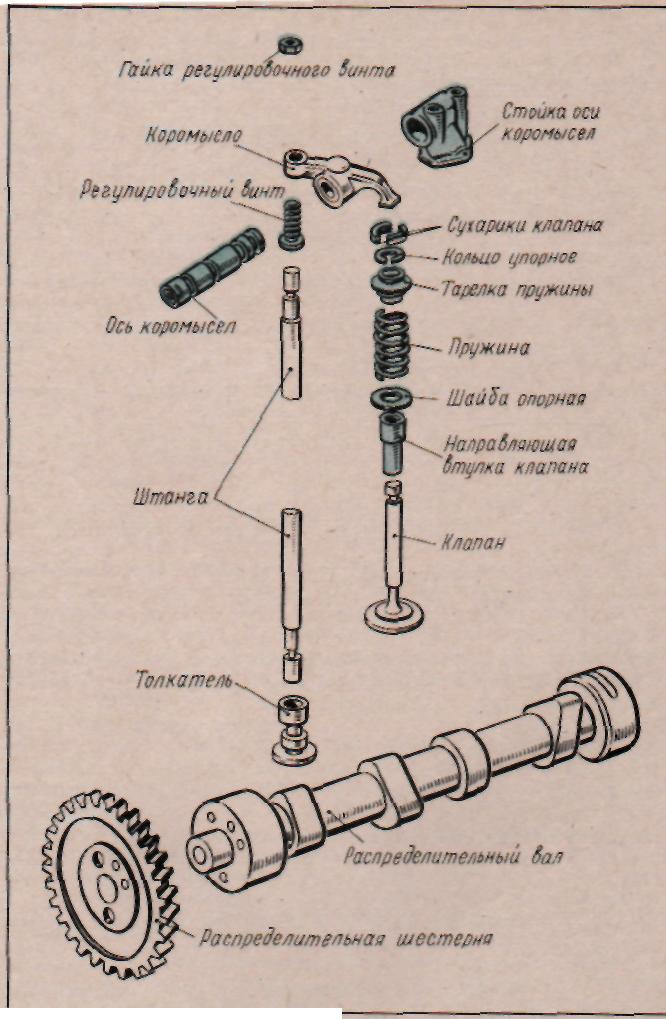 Гайка регулировочного винта
Стойка оси
коромысел
Коромысло
Регулировочный винт
Сухарики клапана
Кольцо упорное
Тарелка пружины
Ось коромысел
Пружина
Шайба опорная
Направляющая
втулка клапана
Штанга
Клапан
Толкатель
Распределительный вал
Распределительная шестерня